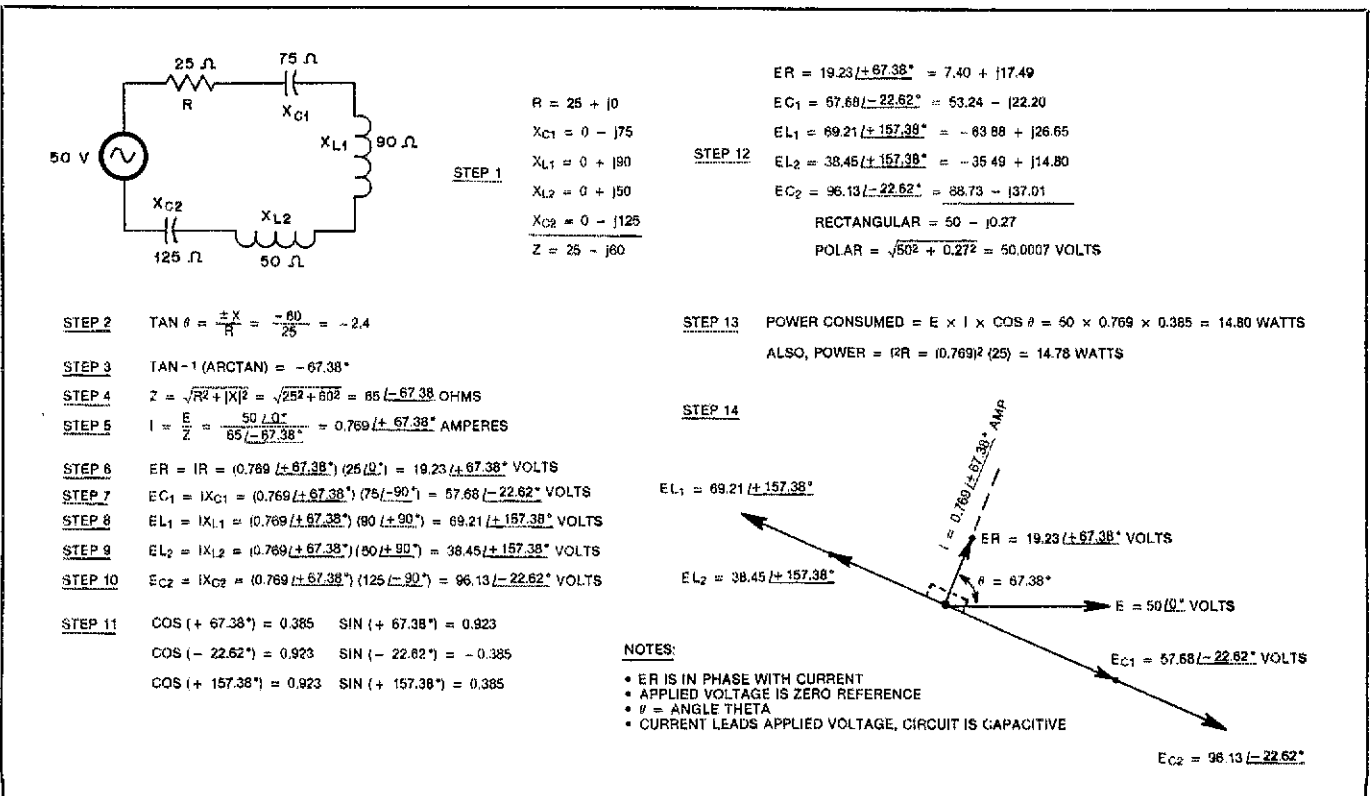 25 Ω
R
75 Ω
XC1
XL1
90 Ω
50 V
XC2
125 Ω
XL2
50 Ω
STEP 1
R = 25 + j0
XC1 = 0 - j75
XL1 = 0 + j90
XL2 = 0 + j50
XC2 = 0 - j125
Z = 25 - j60
STEP 12
ER = 19.23 /+67.38° = 7.40 + j17.49
EC1 = 57.68 /-22.62° = 53.24 - j22.20
EL1 = 69.21 /+157.38° = -63.88 + j26.65
EL2 = 38.45 /+157.38° = -35.49 + j14.80
EC2 = 96.13 /-22.62° = 88.73 - j37.01
RECTANGULAR = 50 - j0.27
POLAR = √50² + 0.27² = 50.0007 VOLTS
STEP 2 TAN θ = ±X/R = -60/25 = -2.4
STEP 3 TAN-1 (ARCTAN) = -67.38°
STEP 4 Z = √R² + |X|² = √25² + 60² = 65 /-67.38 OHMS
STEP 5 I = E/Z = 50 /0° / 65 /-67.38° = 0.769 /+ 67.38° AMPERES
STEP 6 ER = IR = (0.769 /+67.38°) (25 /0°) = 19.23 /+67.38° VOLTS
STEP 7 EC1 = IXC1 = (0.769 /+67.38°) (75 /-90°) = 57.68 /-22.62° VOLTS
STEP 8 EL1 = IXL1 = (0.769 /+67.38°) (90 /+90°) = 69.21 /+157.38° VOLTS
STEP 9 EL2 = IXL2 = (0.769 /+67.38°) (50 /+90°) = 38.45 /+157.38° VOLTS
STEP 10 EC2 = IXC2 = (0.769 /+67.38°) (125 /-90°) = 96.13 /-22.62° VOLTS
STEP 11 COS (+ 67.38°) = 0.385 SIN (+ 67.38°) = 0.923
COS (- 22.62°) = 0.923 SIN (- 22.62°) = - 0.385
COS (+ 157.38°) = 0.923 SIN (+ 157.38°) = 0.385
STEP 13 POWER CONSUMED = E × I × COS θ = 50 × 0.769 × 0.385 = 14.80 WATTS
ALSO, POWER = I²R = (0.769)² (25) = 14.78 WATTS
STEP 14
I = 0.769 /+67.38° AMP
EL1 = 69.21 /+157.38°
ER = 19.23 /+67.38° VOLTS
EL2 = 38.45 /+157.38°
θ = 67.38°
E = 50 /0° VOLTS
EC1 = 57.68 /-22.62° VOLTS
EC2 = 96.13 /-22.62°
NOTES:
• ER IS IN PHASE WITH CURRENT
• APPLIED VOLTAGE IS ZERO REFERENCE
• θ = ANGLE THETA
• CURRENT LEADS APPLIED VOLTAGE, CIRCUIT IS CAPACITIVE